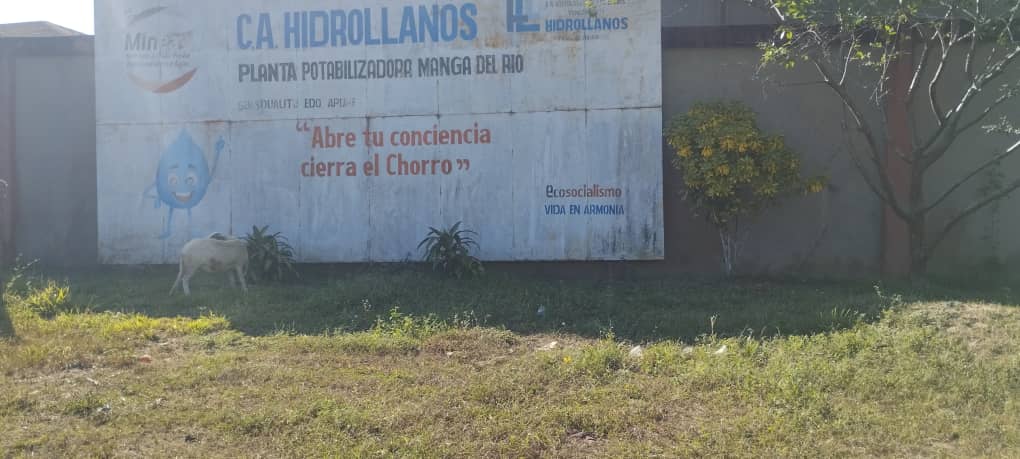 C.A. HIDROLLANOS
HIDROLLANOS
PLANTA POTABILIZADORA MANGA DEL RIO
“Abre tu conciencia
cierra el Chorro”
ecosocialismo
VIDA EN ARMONIA